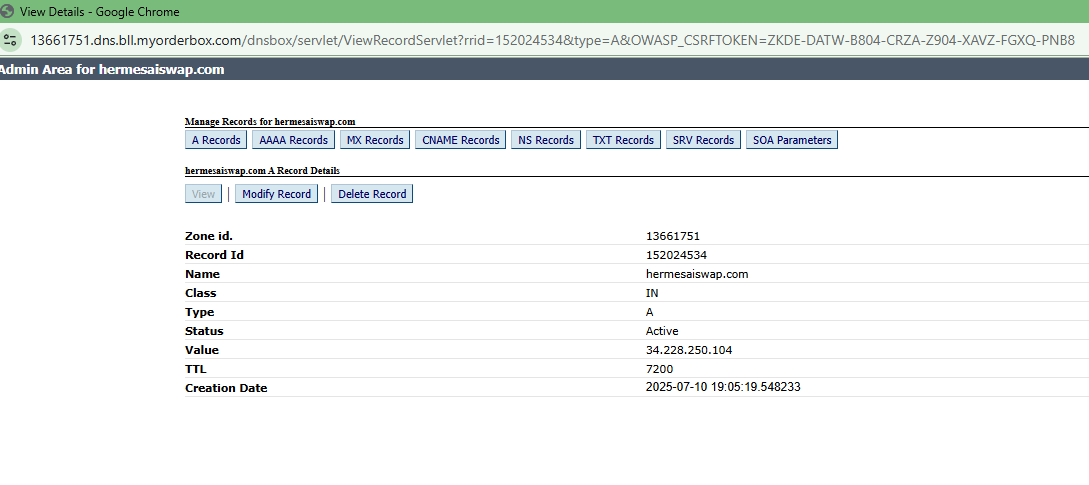 View Details - Google Chrome
13661751.dns.bll.myorderbox.com/dnsbox/servlet/ViewRecordServlet?rrid=152024534&type=A&OWASP_CSRFTOKEN=ZKDE-DATW-B804-CRZA-Z904-XAVZ-FGXQ-PNB8
Admin Area for hermesaiswap.com
Manage Records for hermesaiswap.com
A Records AAAA Records MX Records CNAME Records NS Records TXT Records SRV Records SOA Parameters
hermesaiswap.com A Record Details
View | Modify Record | Delete Record
Zone id. 13661751
Record Id 152024534
Name hermesaiswap.com
Class IN
Type A
Status Active
Value 34.228.250.104
TTL 7200
Creation Date 2025-07-10 19:05:19.548233